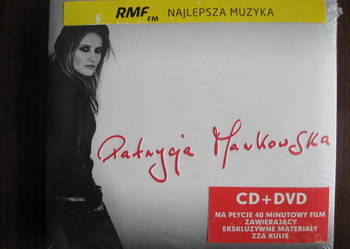 RMF FM NAJLEPSZA MUZYKA
Patrycja Markowska
CD+DVD
NA PŁYCIE 40 MINUTOWY FILM
ZAWIERAJĄCY
EKSKLUZYWNE MATERIAŁY
ZZA KULIS